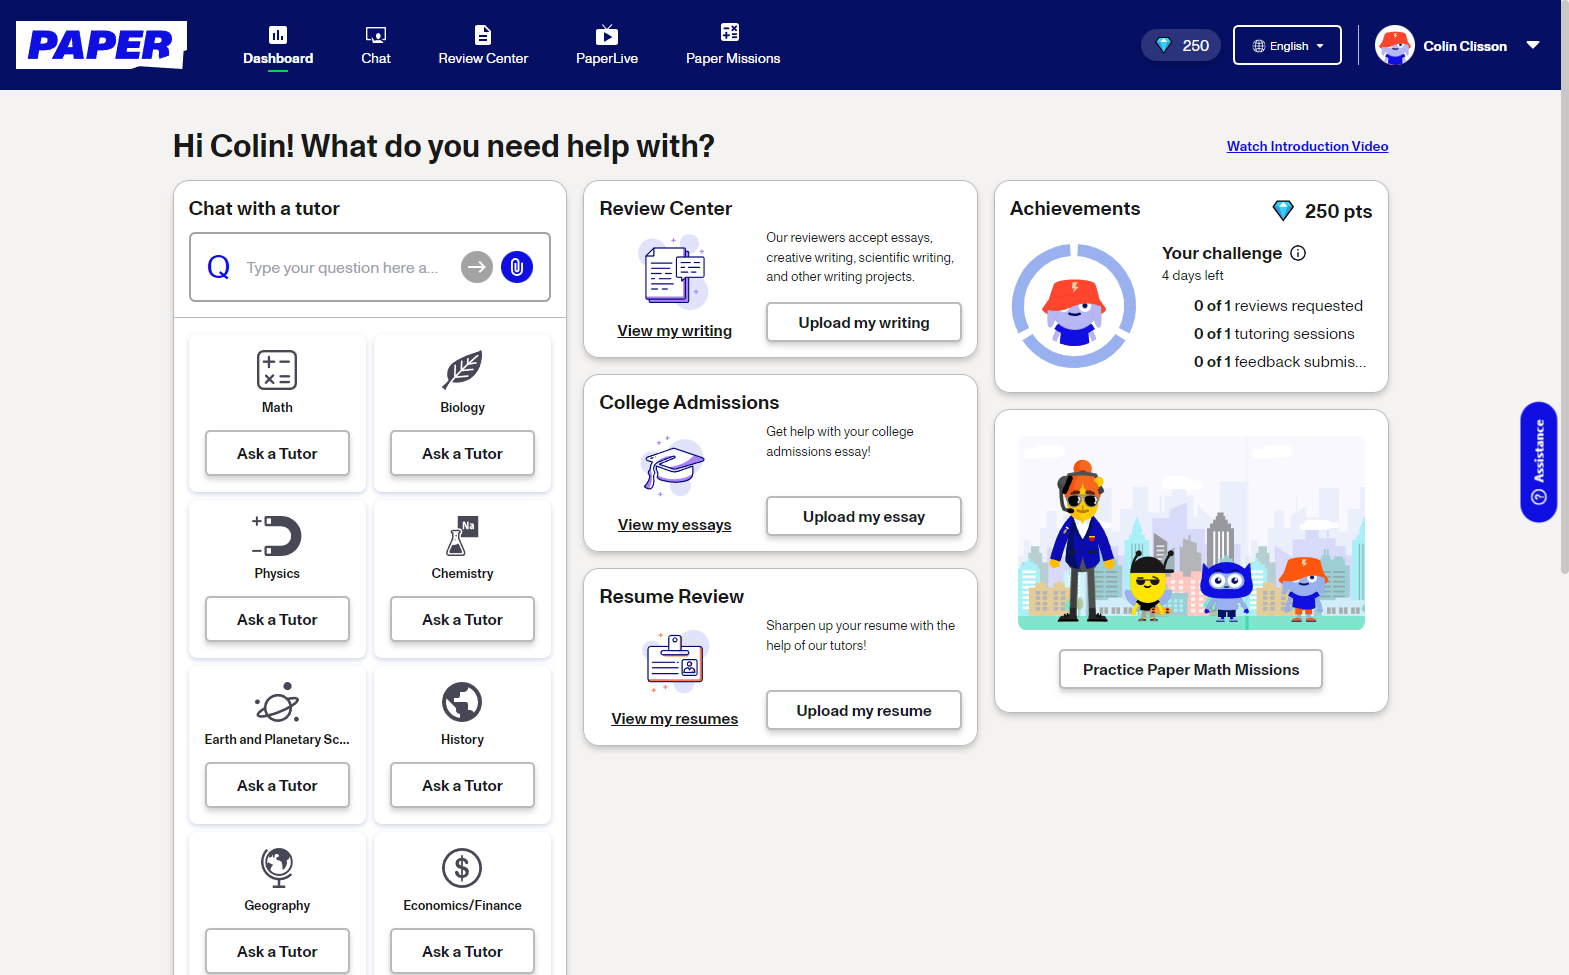 PAPER
Dashboard
Chat
Review Center
PaperLive
Paper Missions
250
English
Colin Clisson
Hi Colin! What do you need help with?
Watch Introduction Video
Chat with a tutor
Q
Type your question here a...
Math
Ask a Tutor
Biology
Ask a Tutor
Physics
Ask a Tutor
Na
Chemistry
Ask a Tutor
Earth and Planetary Sc...
Ask a Tutor
History
Ask a Tutor
Geography
Ask a Tutor
$
Economics/Finance
Ask a Tutor
Review Center
Our reviewers accept essays,
creative writing, scientific writing,
and other writing projects.
View my writing
Upload my writing
College Admissions
Get help with your college
admissions essay!
View my essays
Upload my essay
Resume Review
Sharpen up your resume with the
help of our tutors!
View my resumes
Upload my resume
Achievements
250 pts
Your challenge
4 days left
0 of 1 reviews requested
0 of 1 tutoring sessions
0 of 1 feedback submis...
Practice Paper Math Missions
Assistance